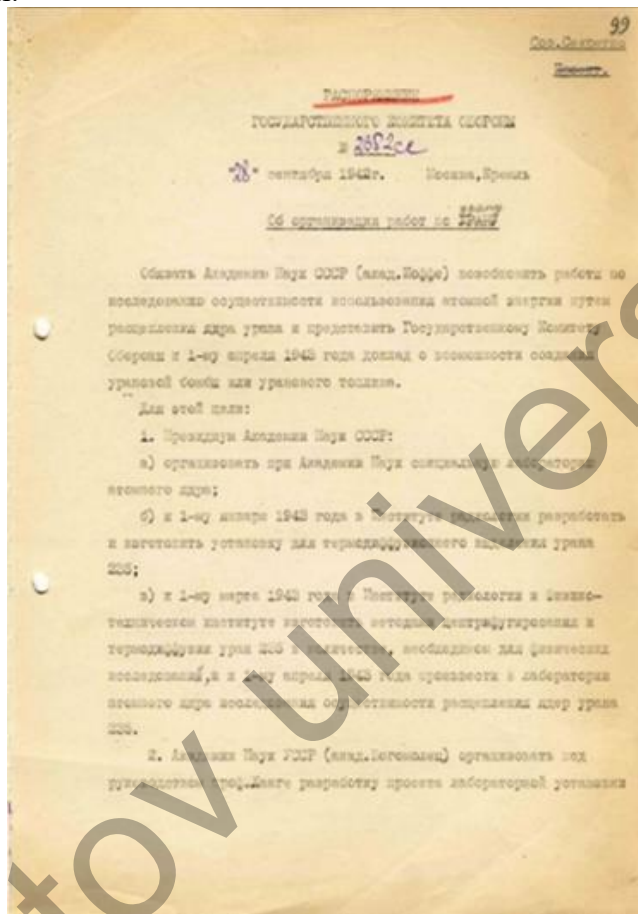 99
Сов.Секретно
РАСПОРЯЖЕНИЕ
ГОСУДАРСТВЕННОГО КОМИТЕТА ОБОРОНЫ
№ 2352сс
"28" сентября 1942г. Москва,Кремль
Об организации работ по урану
Обязать Академию Наук СССР (акад.Иоффе) возобновить работы по
исследованию осуществимости использования атомной энергии путем
расщепления ядра урана и представить Государственному Комитету
Обороны к 1-му апреля 1943 года доклад о возможности создания
урановой бомбы или уранового топлива.
Для этой цели:
1. Президиуму Академии Наук СССР:
а) организовать при Академии Наук специальную лабораторию
атомного ядра;
б) к 1-му января 1943 года в Институте радиологии разработать
и изготовить установку для термодиффузионного выделения урана
235;
в) к 1-му марта 1943 года в Институте радиологии и Физико-
техническом институте изготовить методами центрифугирования и
термодиффузии уран 235 в количестве, необходимом для физических
исследований,и к 1-му апреля 1943 года произвести в лаборатории
атомного ядра исследования осуществимости расщепления ядер урана
235.
2. Академии Наук УССР (акад.Богомолец) организовать под
руководством проф.Ланге разработку проекта лабораторной установки
tov univers